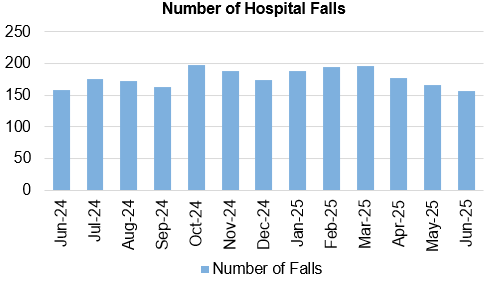 Number of Hospital Falls
250
200
150
100
50
0
Jun-24
Jul-24
Aug-24
Sep-24
Oct-24
Nov-24
Dec-24
Jan-25
Feb-25
Mar-25
Apr-25
May-25
Jun-25
Number of Falls